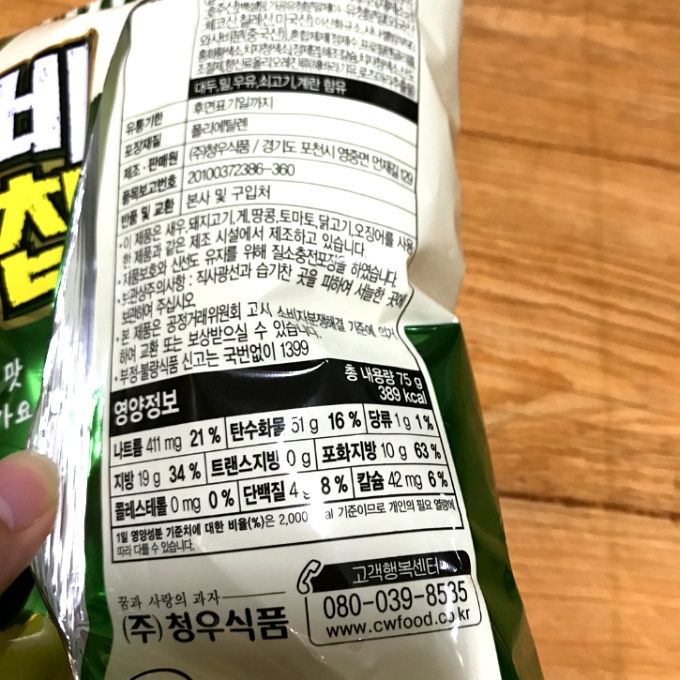 비
칩
맛
가요
대두, 밀, 우유, 쇠고기, 계란 함유
유통기한 후면표기일까지
포장재질 폴리에틸렌
제조·판매원 (주)청우식품 / 경기도 포천시 영중면 먼재길 129
품목보고번호 20100372386-360
반품 및 교환 본사 및 구입처
·이 제품은 새우, 돼지고기, 게, 땅콩, 토마토, 닭고기, 오징어를 사용
한 제품과 같은 제조 시설에서 제조하고 있습니다.
·제품보호와 신선도 유지를 위해 질소충전포장을 하였습니다.
·보관상주의사항 : 직사광선과 습기찬 곳을 피하여 서늘한 곳에
보관하여 주십시오.
·본 제품은 공정거래위원회 고시 소비자분쟁해결 기준에 의거
하여 교환 또는 보상받으실 수 있습니다.
·부정·불량식품 신고는 국번없이 1399
영양정보 총 내용량 75 g
389 kcal
나트륨 411 mg 21 % 탄수화물 51 g 16 % 당류 1 g 1 %
지방 19 g 34 % 트랜스지방 0 g 포화지방 10 g 63 %
콜레스테롤 0 mg 0 % 단백질 4 g 8 % 칼슘 42 mg 6 %
1일 영양성분 기준치에 대한 비율(%)은 2,000 kcal 기준이므로 개인의 필요 열량에
따라 다를 수 있습니다.
고객행복센터
080-039-8535
www.cwfood.co.kr
꿈과 사랑의 과자
(주)청우식품